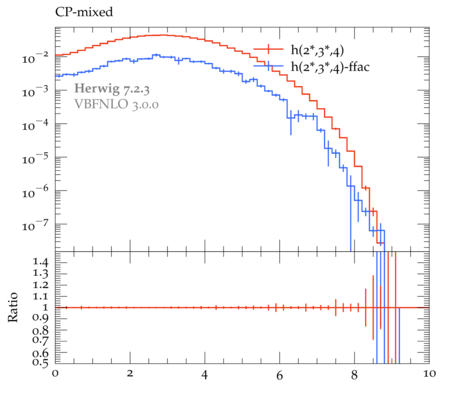 CP-mixed
10⁻²
10⁻³
10⁻⁴
10⁻⁵
10⁻⁶
10⁻⁷
h(2*,3*,4)
h(2*,3*,4)-ffac
Herwig 7.2.3
VBFNLO 3.0.0
Ratio
1.4
1.3
1.2
1.1
1
0.9
0.8
0.7
0.6
0.5
0 2 4 6 8 10